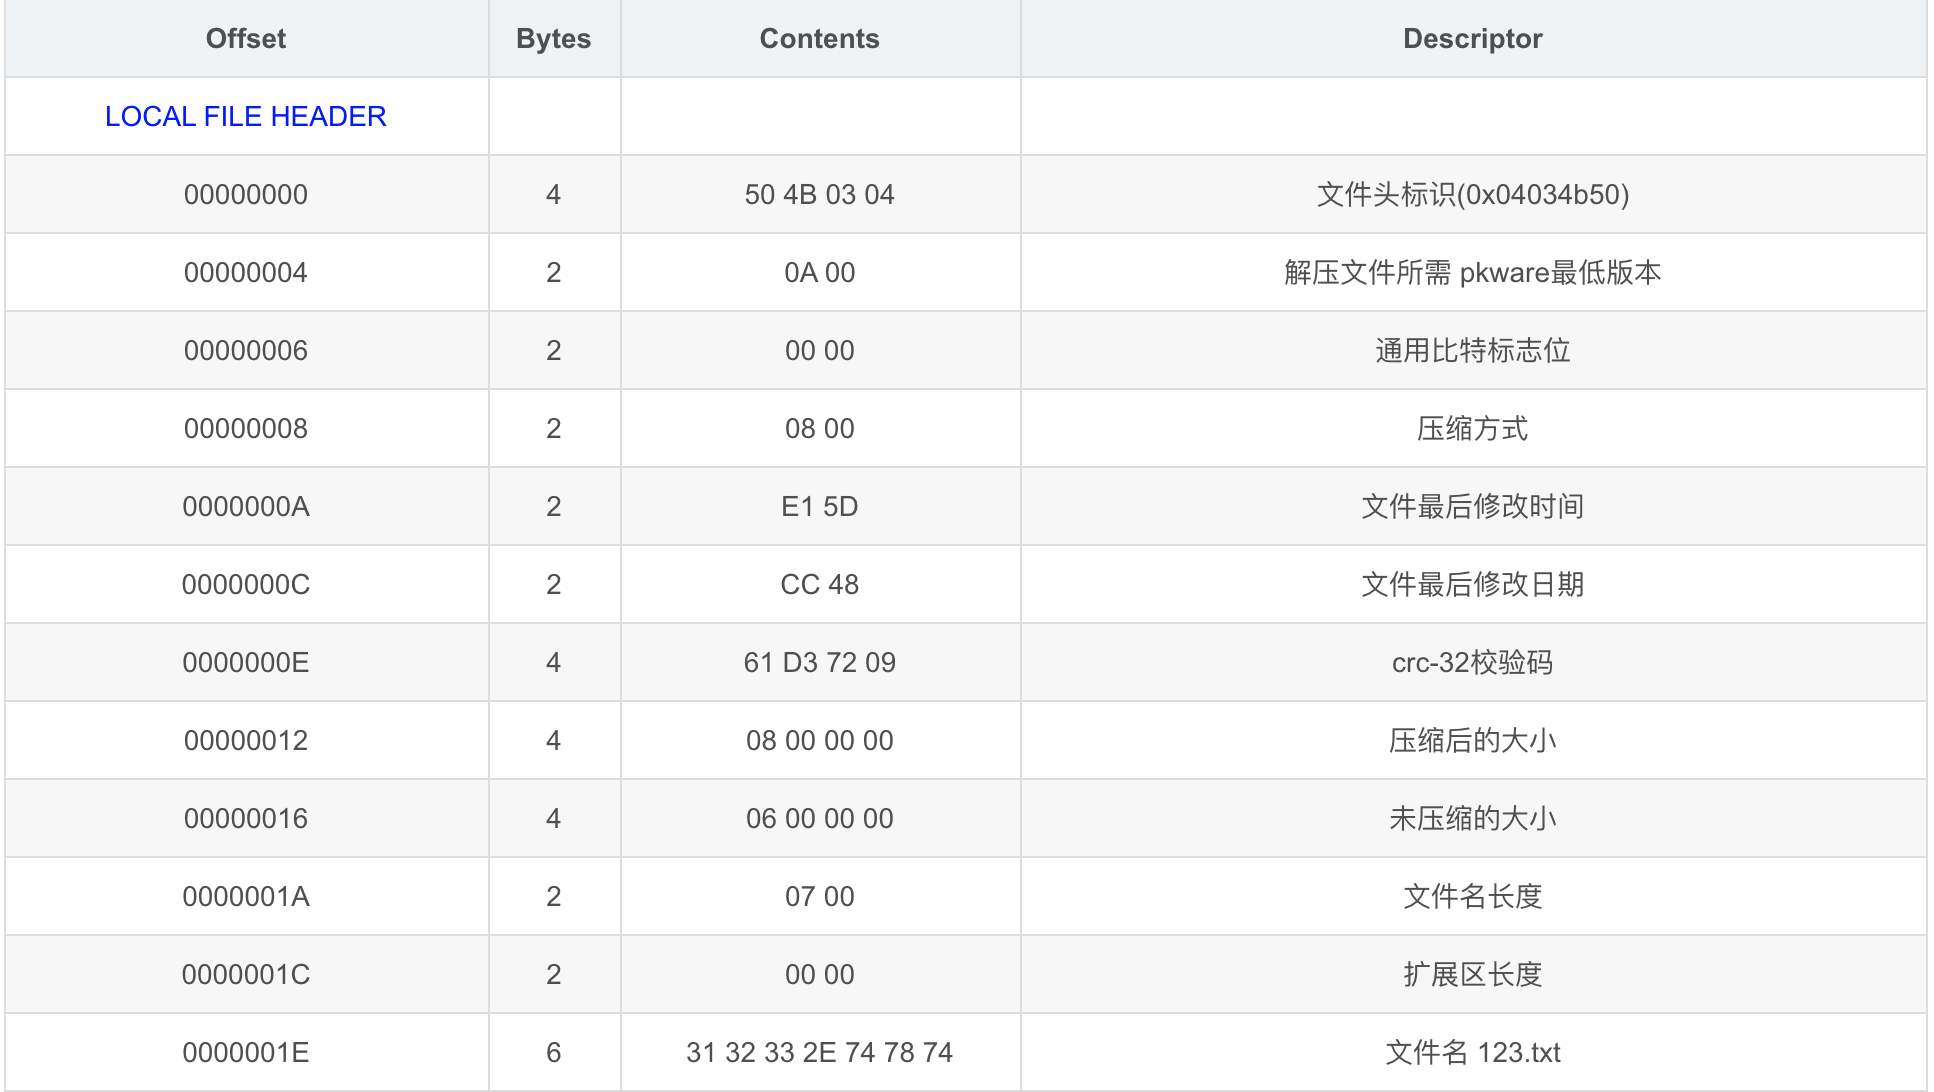 Offset Bytes Contents Descriptor
LOCAL FILE HEADER
00000000 4 50 4B 03 04 文件头标识(0x04034b50)
00000004 2 0A 00 解压文件所需 pkware最低版本
00000006 2 00 00 通用比特标志位
00000008 2 08 00 压缩方式
0000000A 2 E1 5D 文件最后修改时间
0000000C 2 CC 48 文件最后修改日期
0000000E 4 61 D3 72 09 crc-32校验码
00000012 4 08 00 00 00 压缩后的大小
00000016 4 06 00 00 00 未压缩的大小
0000001A 2 07 00 文件名长度
0000001C 2 00 00 扩展区长度
0000001E 6 31 32 33 2E 74 78 74 文件名 123.txt